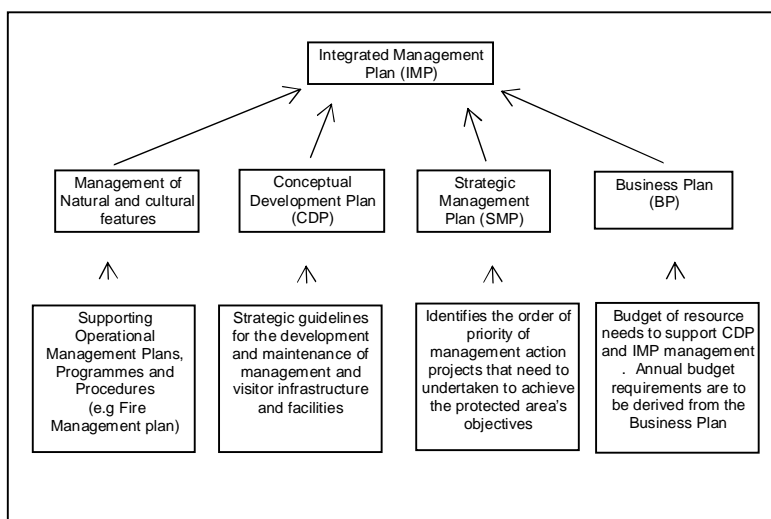 Integrated Management
Plan (IMP)
Management of
Natural and cultural
features
Conceptual
Development Plan
(CDP)
Strategic
Management
Plan (SMP)
Business Plan
(BP)
Supporting
Operational
Management Plans,
Programmes and
Procedures
(e.g Fire
Management plan)
Strategic guidelines
for the development
and maintenance of
management and
visitor infrastructure
and facilities
Identifies the order of
priority of
management action
projects that need to
undertaken to achieve
the protected area's
objectives
Budget of resource
needs to support CDP
and IMP management
. Annual budget
requirements are to
be derived from the
Business Plan